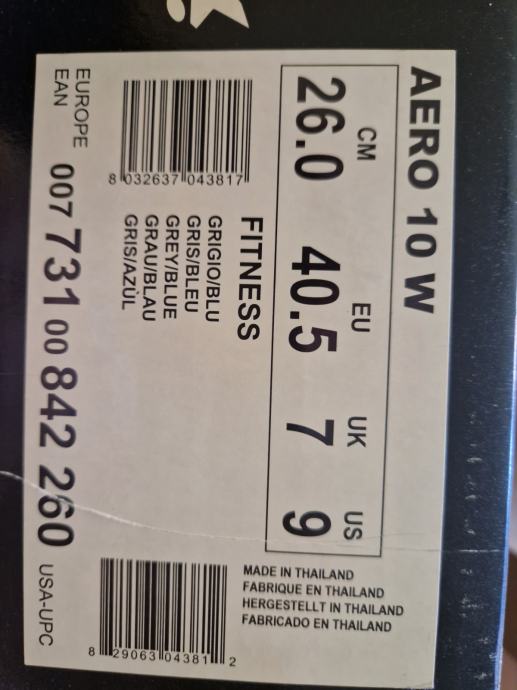 AERO 10 W
CM EU UK US
26.0 40.5 7 9
FITNESS
GRIGIO/BLU
GRIS/BLEU
GREY/BLUE
GRAU/BLAU
GRIS/AZÙL
8 032637 043817
MADE IN THAILAND
FABRIQUE EN THAILAND
HERGESTELLT IN THAILAND
FABRICADO EN THAILAND
8 29063 04381 2
EUROPE
EAN
007 731 00 842 260
USA-UPC